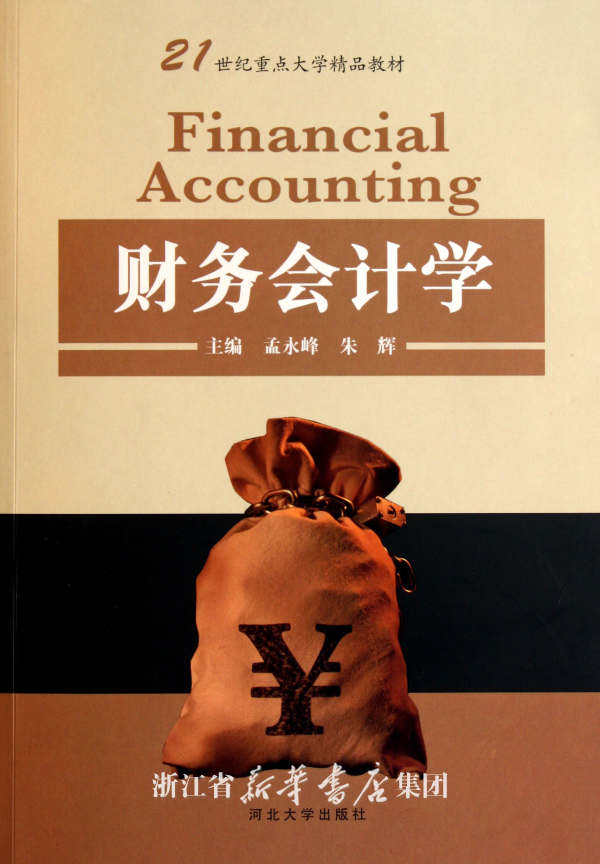 21世纪重点大学精品教材
Financial
Accounting
财务会计学
主编 孟永峰 朱 辉
¥
浙江省新华书店集团
河北大学出版社